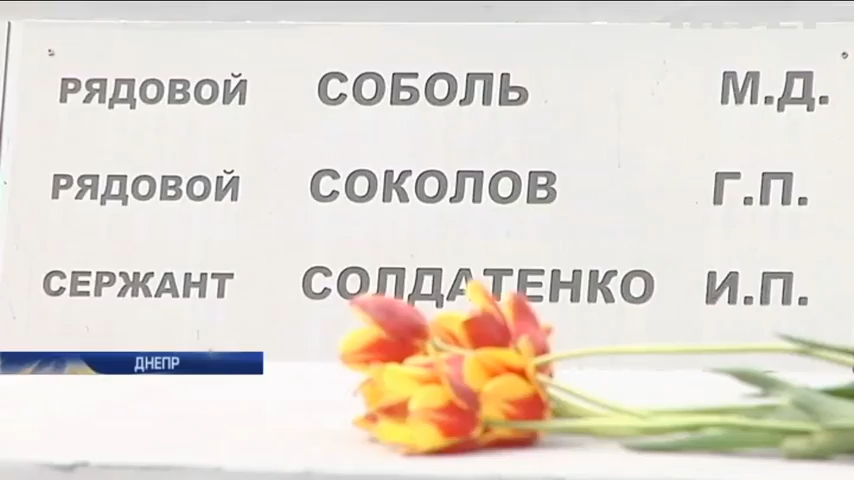 РЯДОВОЙ СОБОЛЬ М.Д.
РЯДОВОЙ СОКОЛОВ Г.П.
СЕРЖАНТ СОЛДАТЕНКО И.П.
ДНЕПР